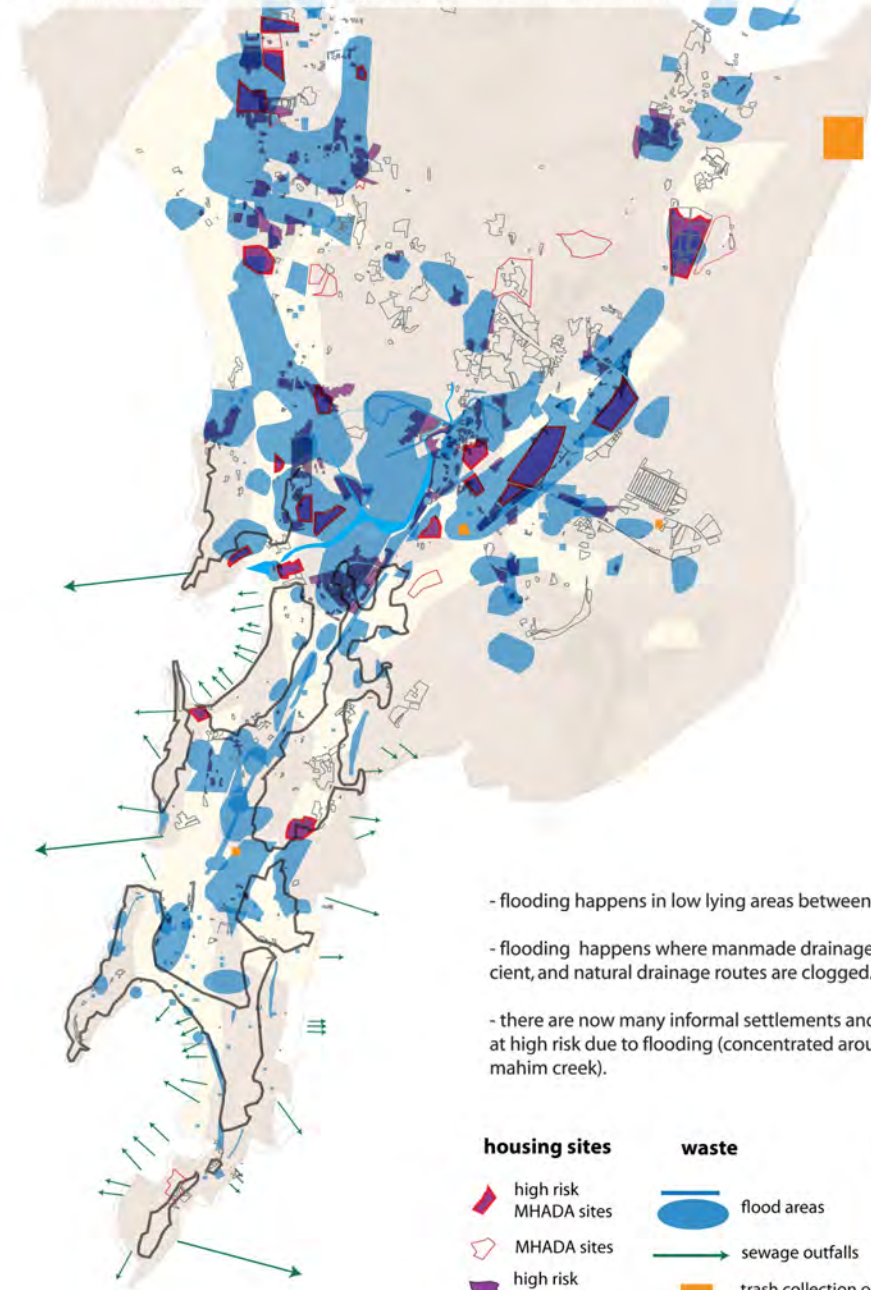 - flooding happens in low lying areas between
- flooding happens where manmade drainage
cient, and natural drainage routes are clogged.
- there are now many informal settlements and
at high risk due to flooding (concentrated arou
mahim creek).
housing sites
waste
high risk
MHADA sites
flood areas
MHADA sites
sewage outfalls
high risk
trash collection o